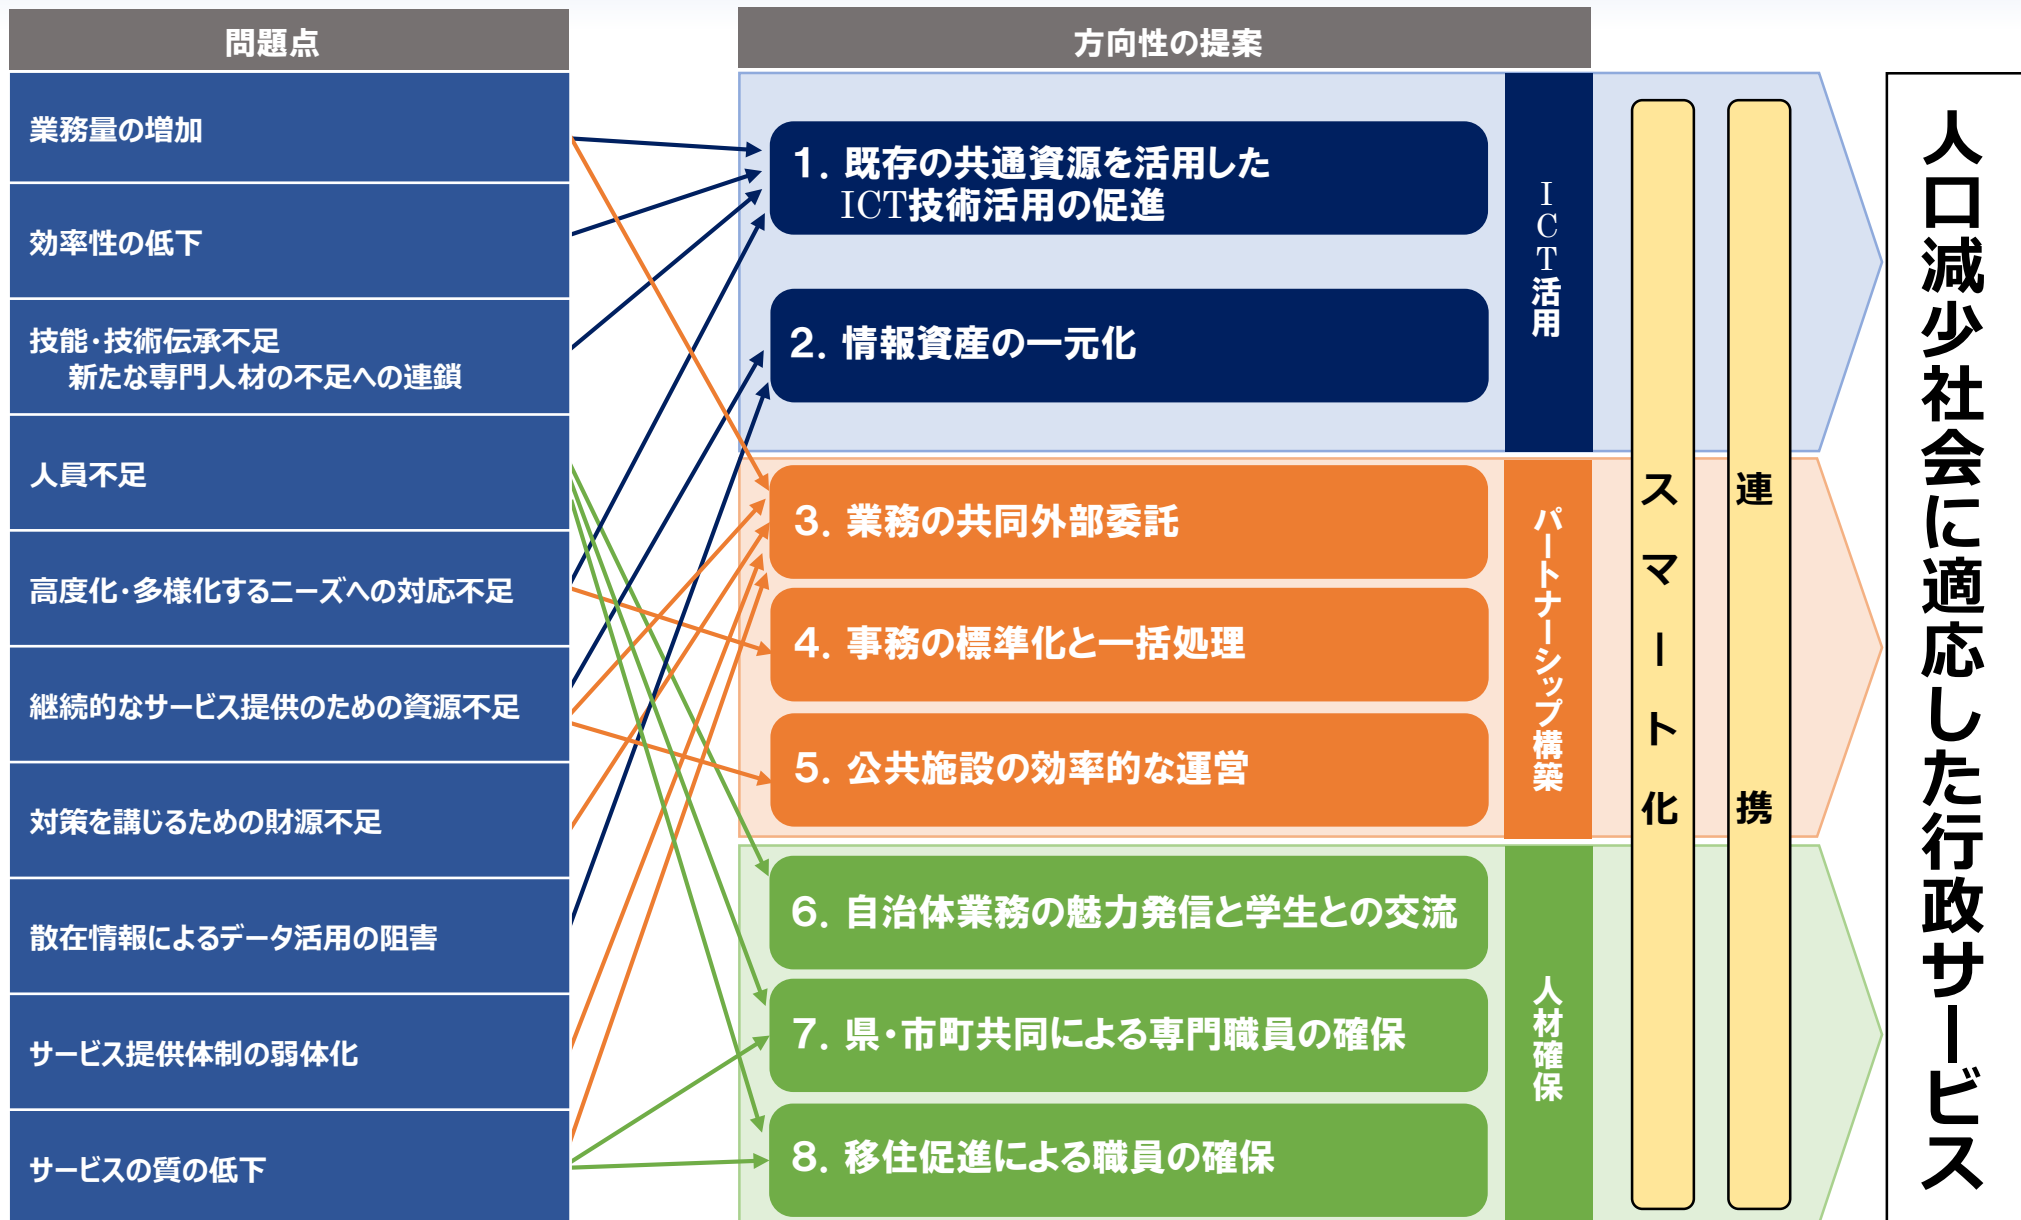 問題点
業務量の増加
効率性の低下
技能・技術伝承不足
新たな専門人材の不足への連鎖
人員不足
高度化・多様化するニーズへの対応不足
継続的なサービス提供のための資源不足
対策を講じるための財源不足
散在情報によるデータ活用の阻害
サービス提供体制の弱体化
サービスの質の低下
方向性の提案
1. 既存の共通資源を活用した
ICT技術活用の促進
2. 情報資産の一元化
ICT活用
3. 業務の共同外部委託
4. 事務の標準化と一括処理
5. 公共施設の効率的な運営
パートナーシップ構築
6. 自治体業務の魅力発信と学生との交流
7. 県・市町共同による専門職員の確保
8. 移住促進による職員の確保
人材確保
スマート化
連携
人口減少社会に適応した行政サービス